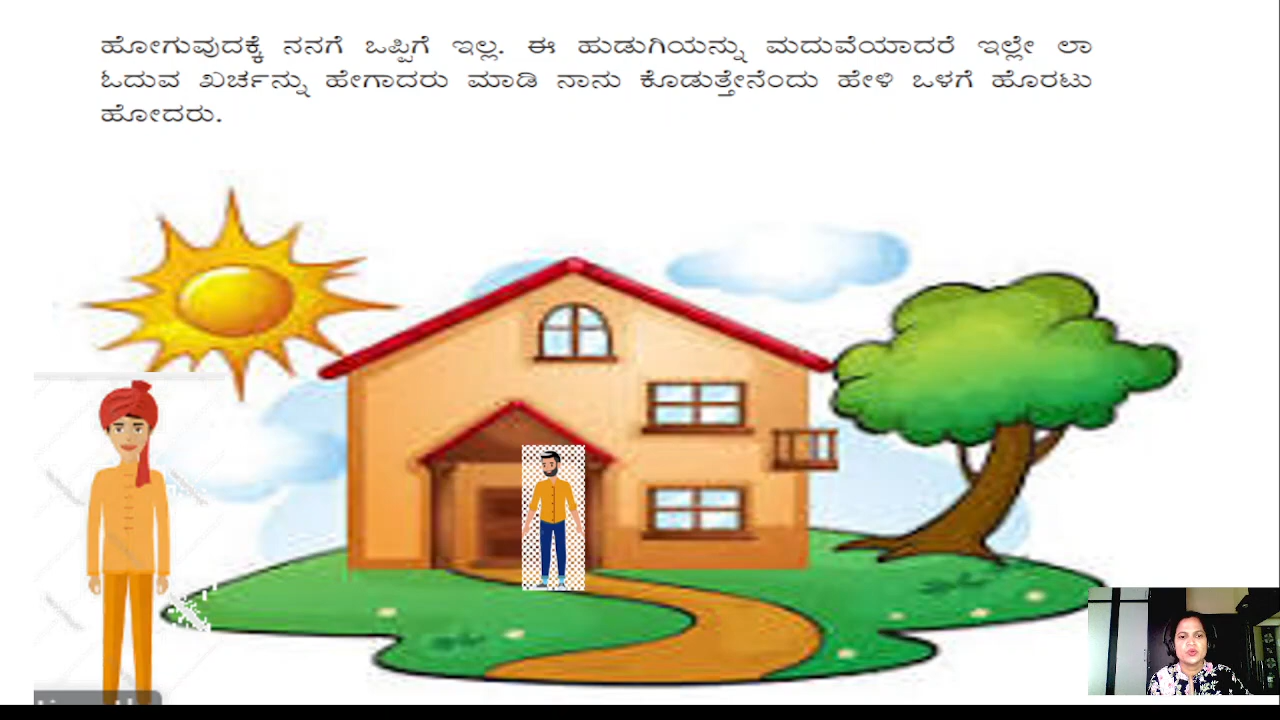 ಹೋಗುವುದಕ್ಕೆ ನನಗೆ ಒಪ್ಪಿಗೆ ಇಲ್ಲ. ಈ ಹುಡುಗಿಯನ್ನು ಮದುವೆಯಾದರೆ ಇಲ್ಲೇ ಲಾ
ಓದುವ ಖರ್ಚನ್ನು ಹೇಗಾದರು ಮಾಡಿ ನಾನು ಕೊಡುತ್ತೇನೆಂದು ಹೇಳಿ ಒಳಗೆ ಹೊರಟು
ಹೋದರು.